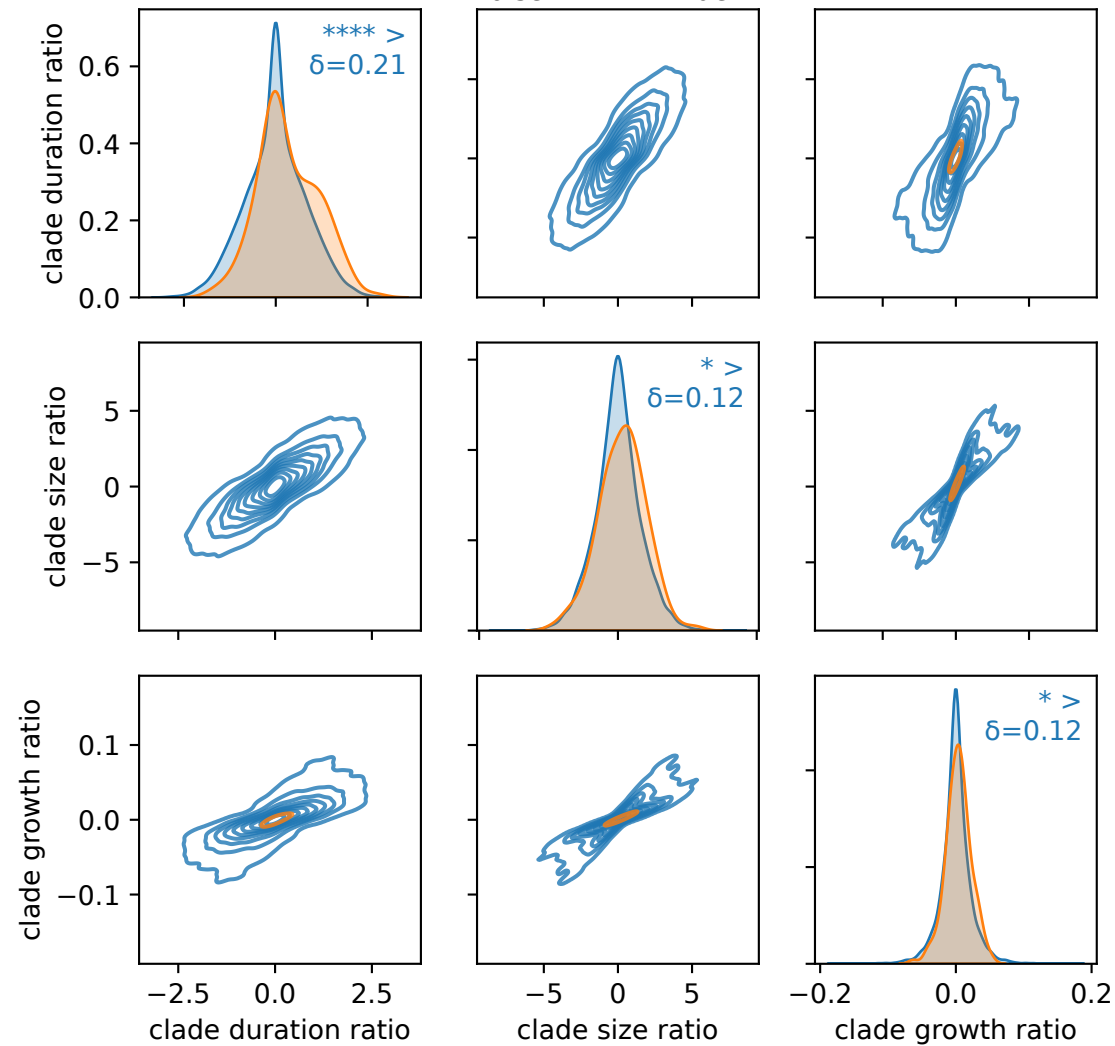 clade duration ratio
0.6
0.4
0.2
0.0
**** >
δ=0.21
clade size ratio
5
0
−5
* >
δ=0.12
clade growth ratio
0.1
0.0
−0.1
* >
δ=0.12
−2.5 0.0 2.5
−5 0 5
−0.2 0.0 0.2
clade duration ratio
clade size ratio
clade growth ratio